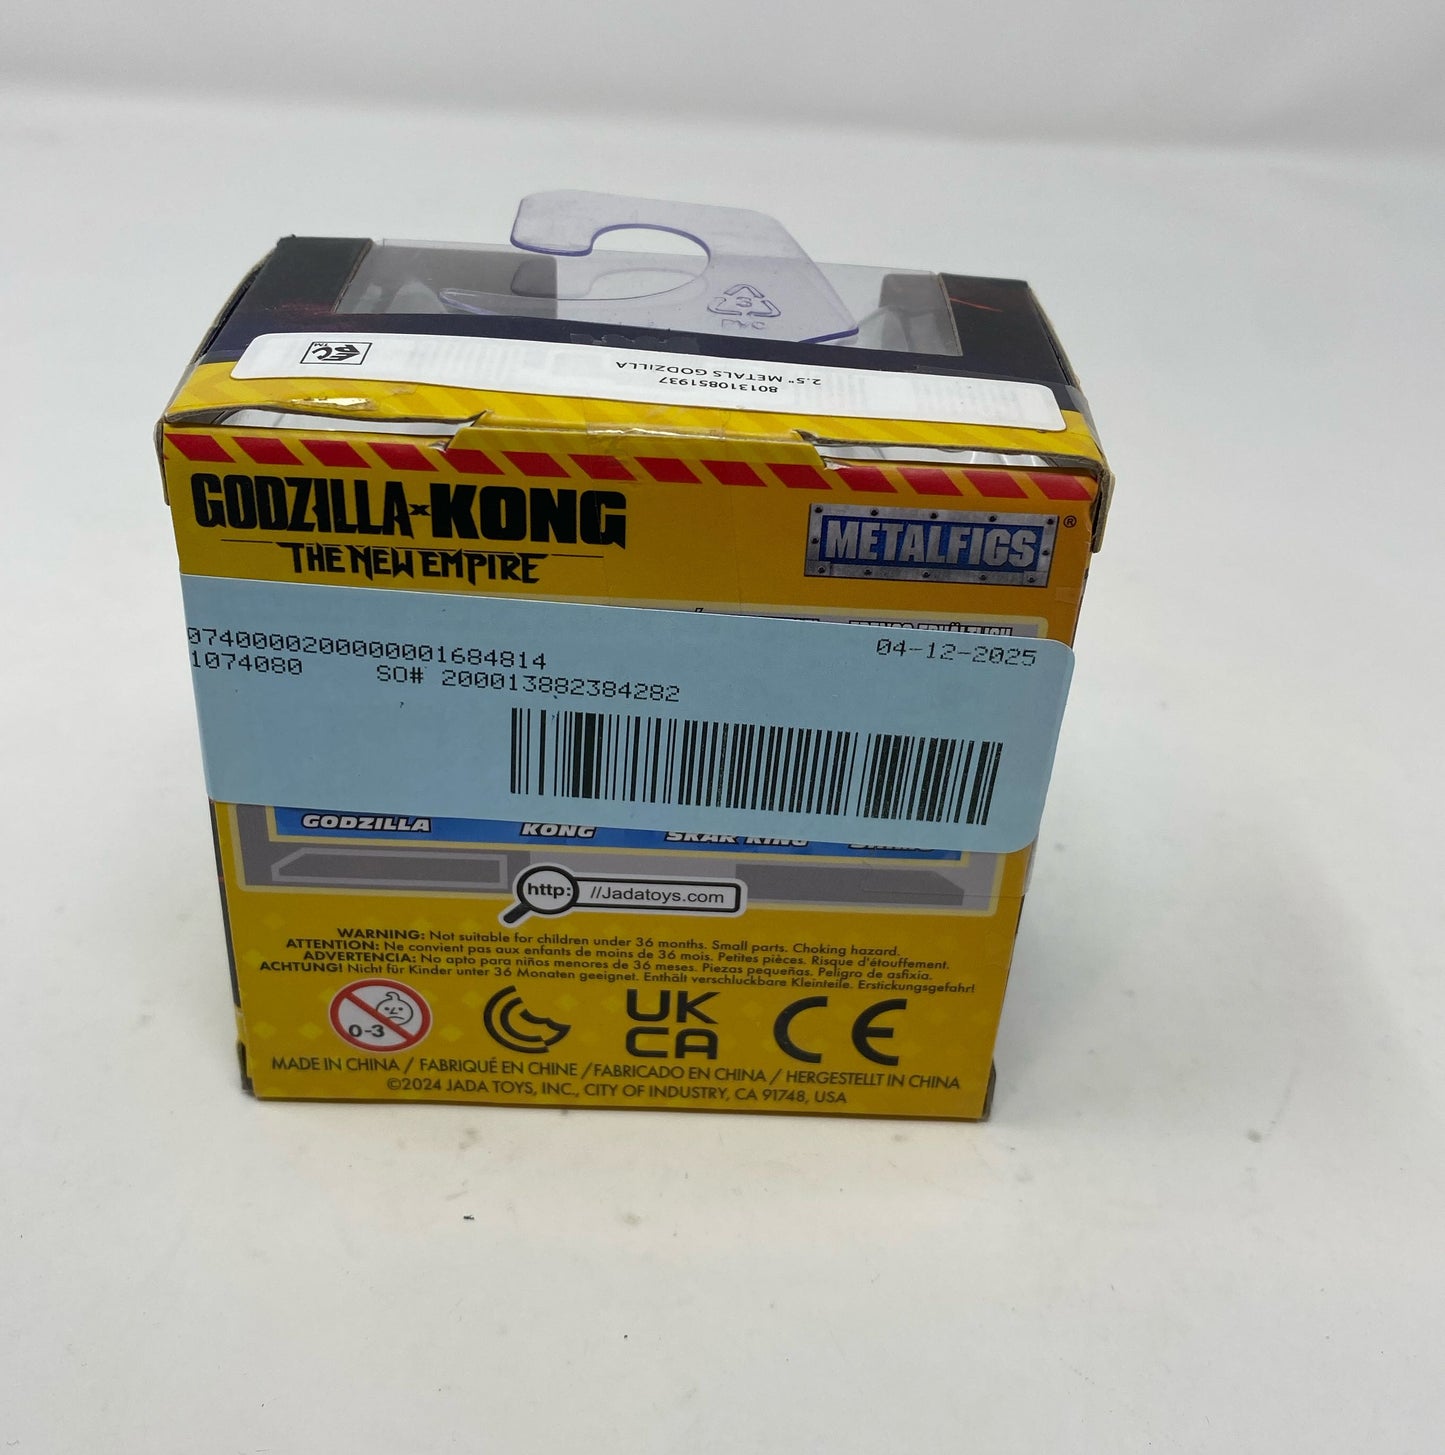 3
PVC
2.5" METALS GODZILLA
801310851937
GODZILLA x KONG
THE NEW EMPIRE
METALFIGS®
04-12-2025
0740000200000001684814
1074080 SO# 200013882384282
GODZILLA KONG SKAR KING
http: //Jadatoys.com
WARNING: Not suitable for children under 36 months. Small parts. Choking hazard.
ATTENTION: Ne convient pas aux enfants de moins de 36 mois. Petites pièces. Risque d'étouffement.
ADVERTENCIA: No apto para niños menores de 36 meses. Piezas pequeñas. Peligro de asfixia.
ACHTUNG! Nicht für Kinder unter 36 Monaten geeignet. Enthält verschluckbare Kleinteile. Erstickungsgefahr!
0-3
UK
CA
CE
MADE IN CHINA / FABRIQUÉ EN CHINE / FABRICADO EN CHINA / HERGESTELLT IN CHINA
©2024 JADA TOYS, INC., CITY OF INDUSTRY, CA 91748, USA